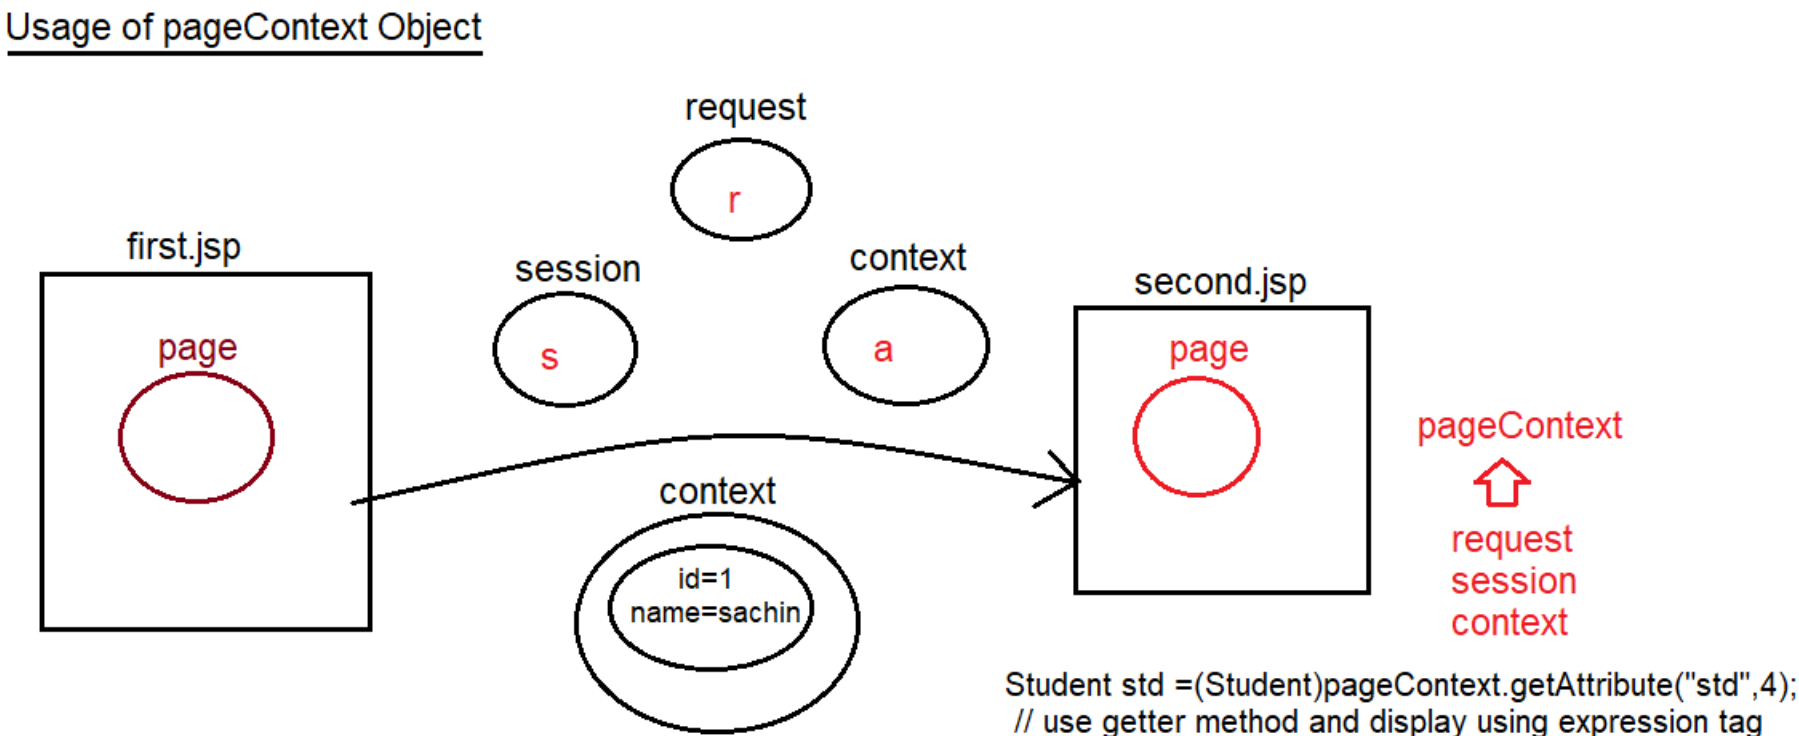 Usage of pageContext Object
request
r
first.jsp
session
context
second.jsp
page
s
a
page
pageContext
context
id=1
name=sachin
request
session
context
Student std =(Student)pageContext.getAttribute("std",4);
// use getter method and display using expression tag